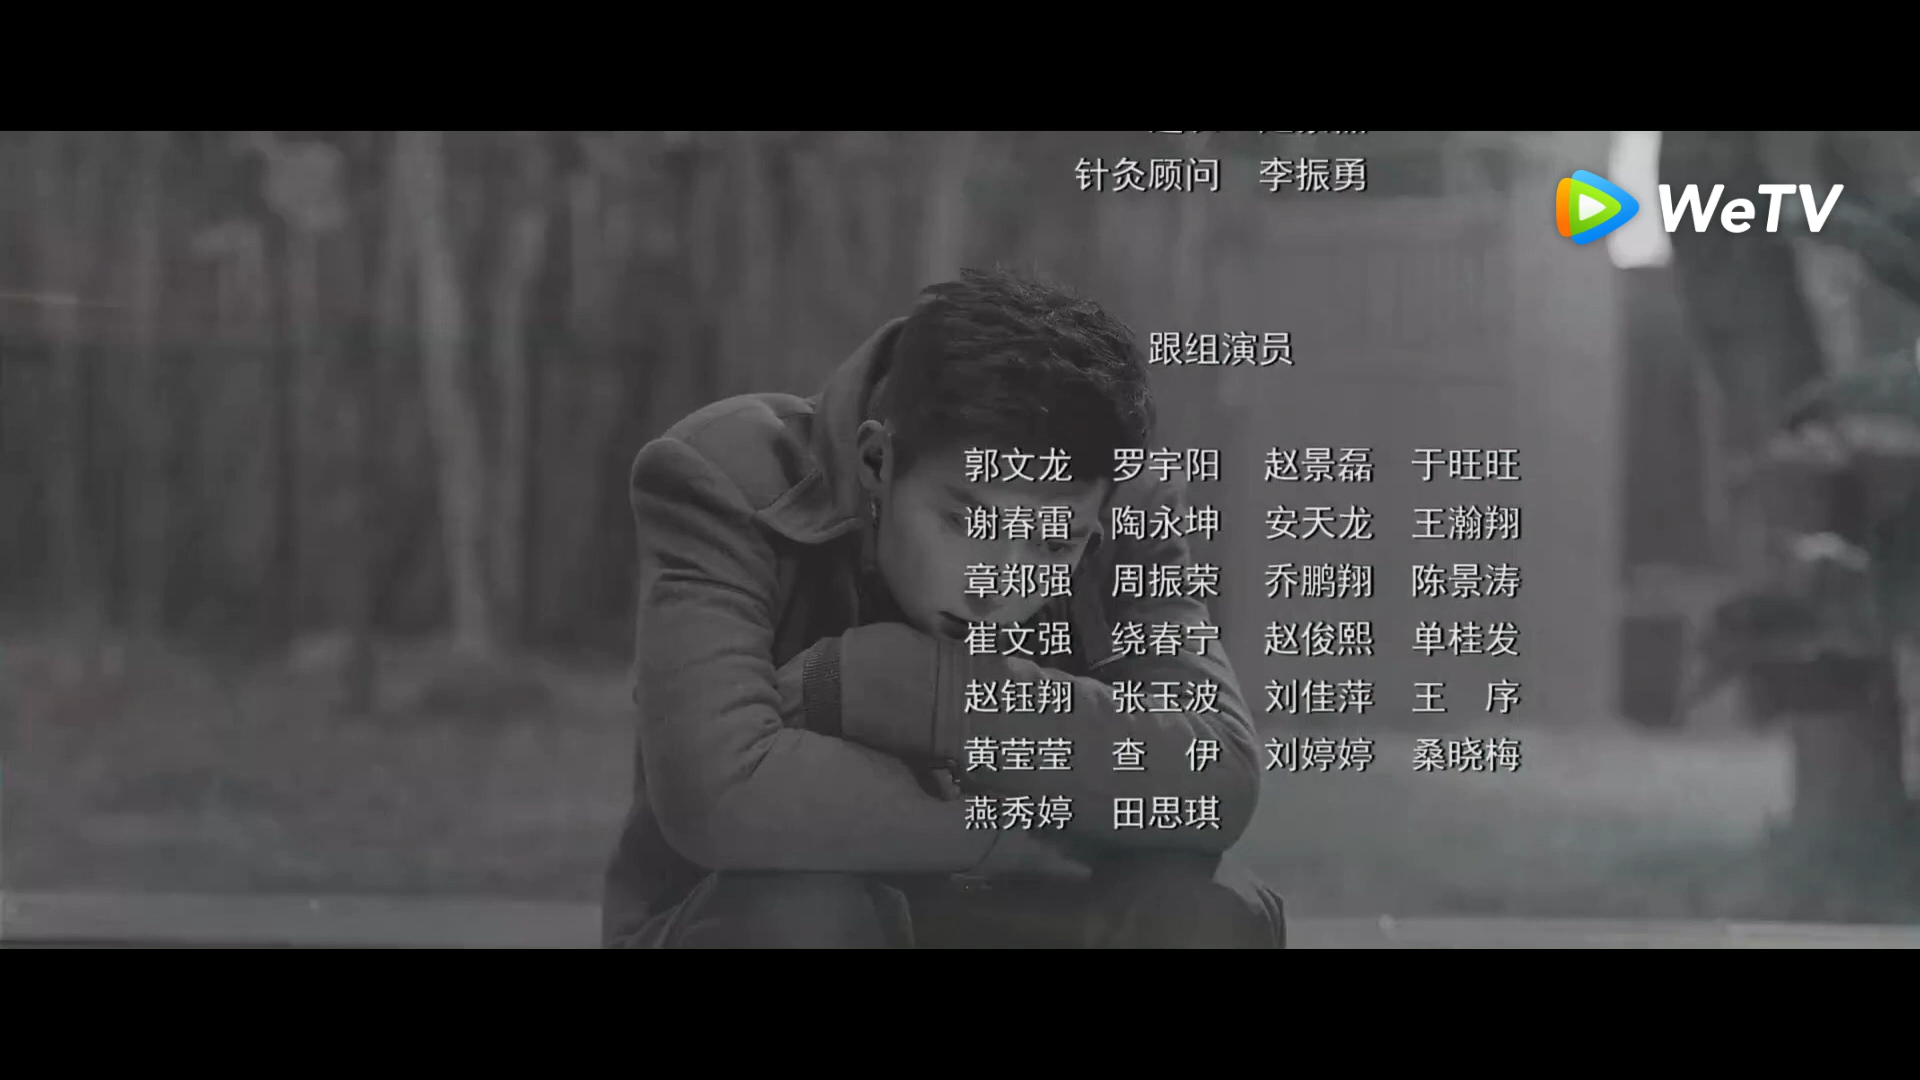 针灸顾问 李振勇
WeTV
跟组演员
郭文龙 罗宇阳 赵景磊 于旺旺
谢春雷 陶永坤 安天龙 王瀚翔
章郑强 周振荣 乔鹏翔 陈景涛
崔文强 绕春宁 赵俊熙 单桂发
赵钰翔 张玉波 刘佳萍 王 序
黄莹莹 查 伊 刘婷婷 桑晓梅
燕秀婷 田思琪